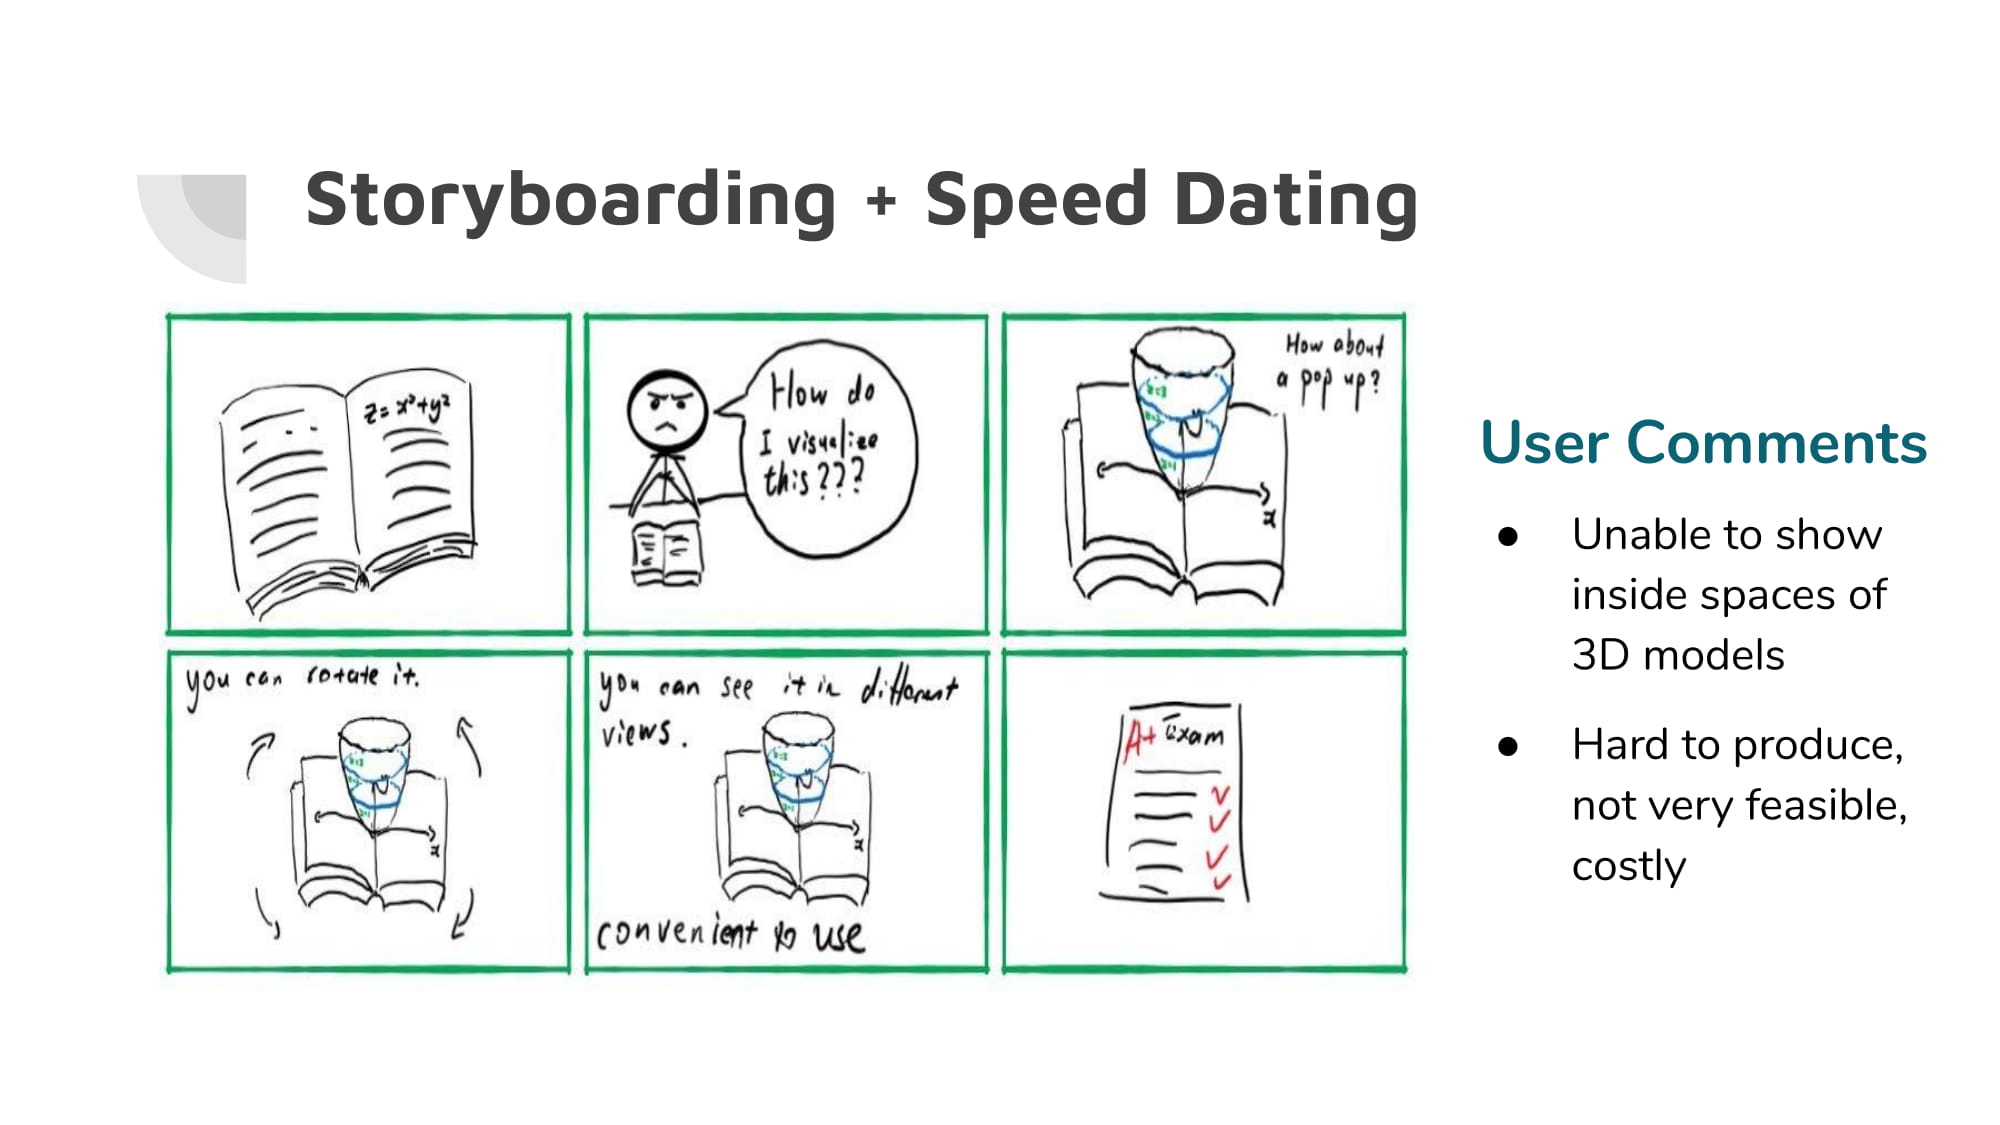 Storyboarding + Speed Dating
z = x²+y²
How do
I visualize
this???
How about
a pop up?
x
you can rotate it.
x
you can see it in different
views.
x
convenient to use
A+ Exam
User Comments
● Unable to show
inside spaces of
3D models
● Hard to produce,
not very feasible,
costly